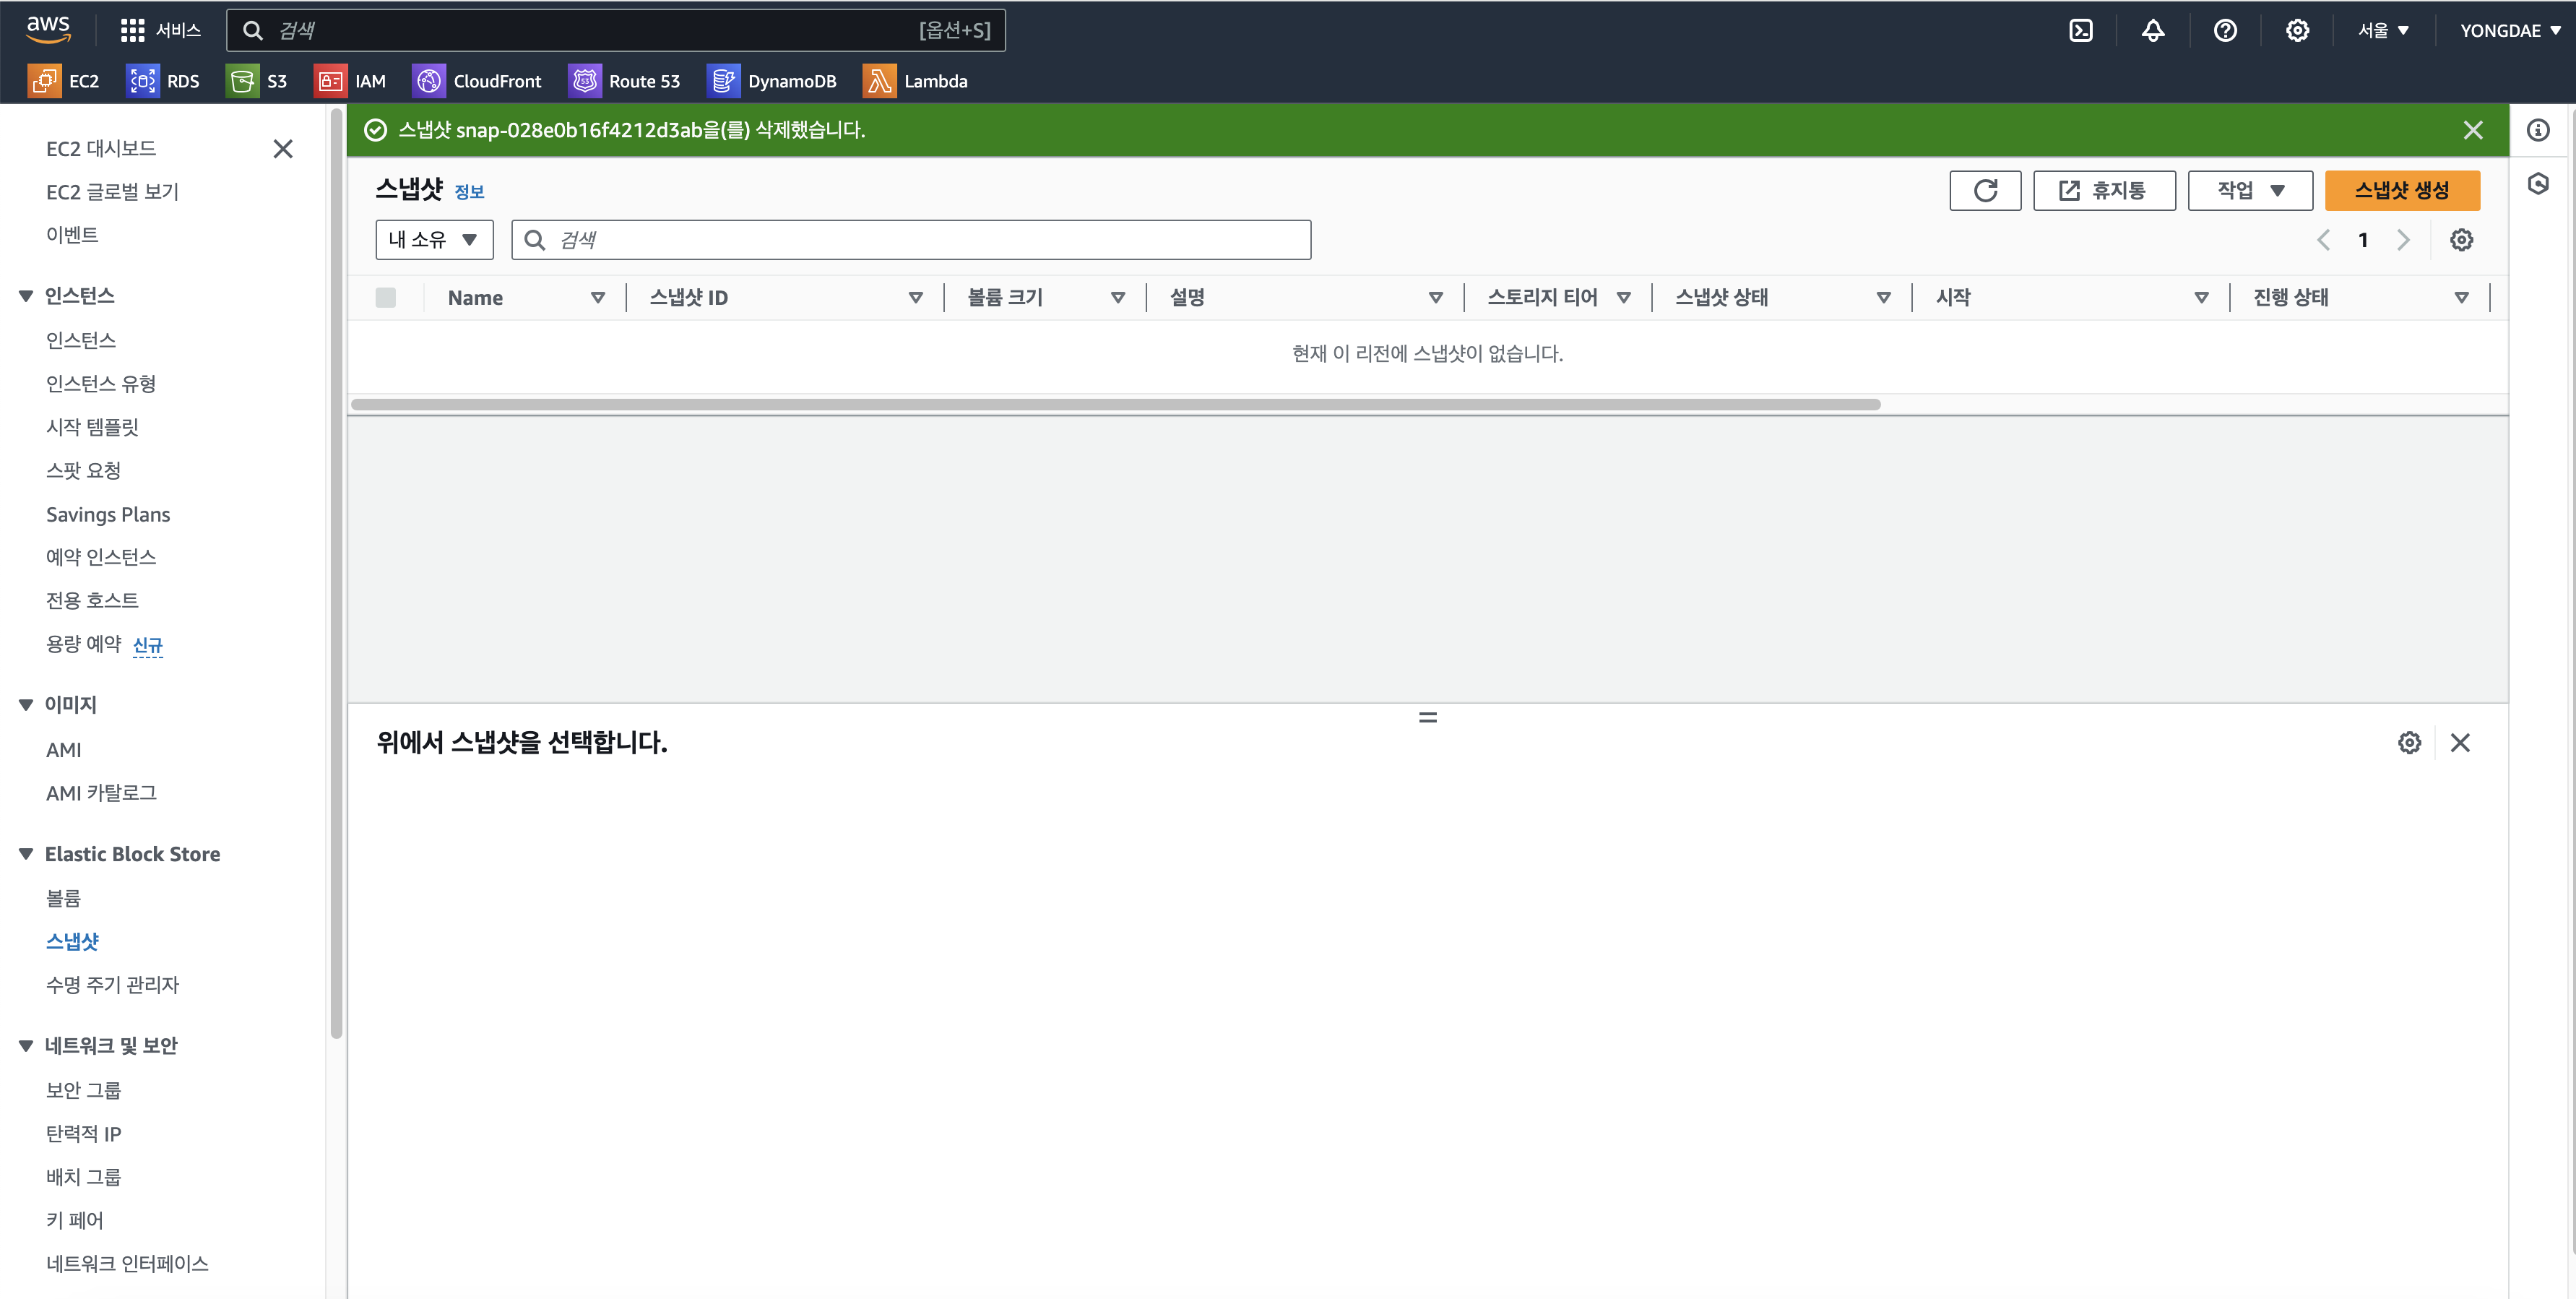 aws
서비스
검색
[옵션+S]
서울
YONGDAE
EC2
RDS
S3
IAM
CloudFront
Route 53
DynamoDB
Lambda
EC2 대시보드
EC2 글로벌 보기
이벤트
인스턴스
인스턴스
인스턴스 유형
시작 템플릿
스팟 요청
Savings Plans
예약 인스턴스
전용 호스트
용량 예약 신규
이미지
AMI
AMI 카탈로그
Elastic Block Store
볼륨
스냅샷
수명 주기 관리자
네트워크 및 보안
보안 그룹
탄력적 IP
배치 그룹
키 페어
네트워크 인터페이스
스냅샷 snap-028e0b16f4212d3ab을(를) 삭제했습니다.
스냅샷 정보
휴지통
작업
스냅샷 생성
내 소유
검색
1
Name
스냅샷 ID
볼륨 크기
설명
스토리지 티어
스냅샷 상태
시작
진행 상태
현재 이 리전에 스냅샷이 없습니다.
위에서 스냅샷을 선택합니다.